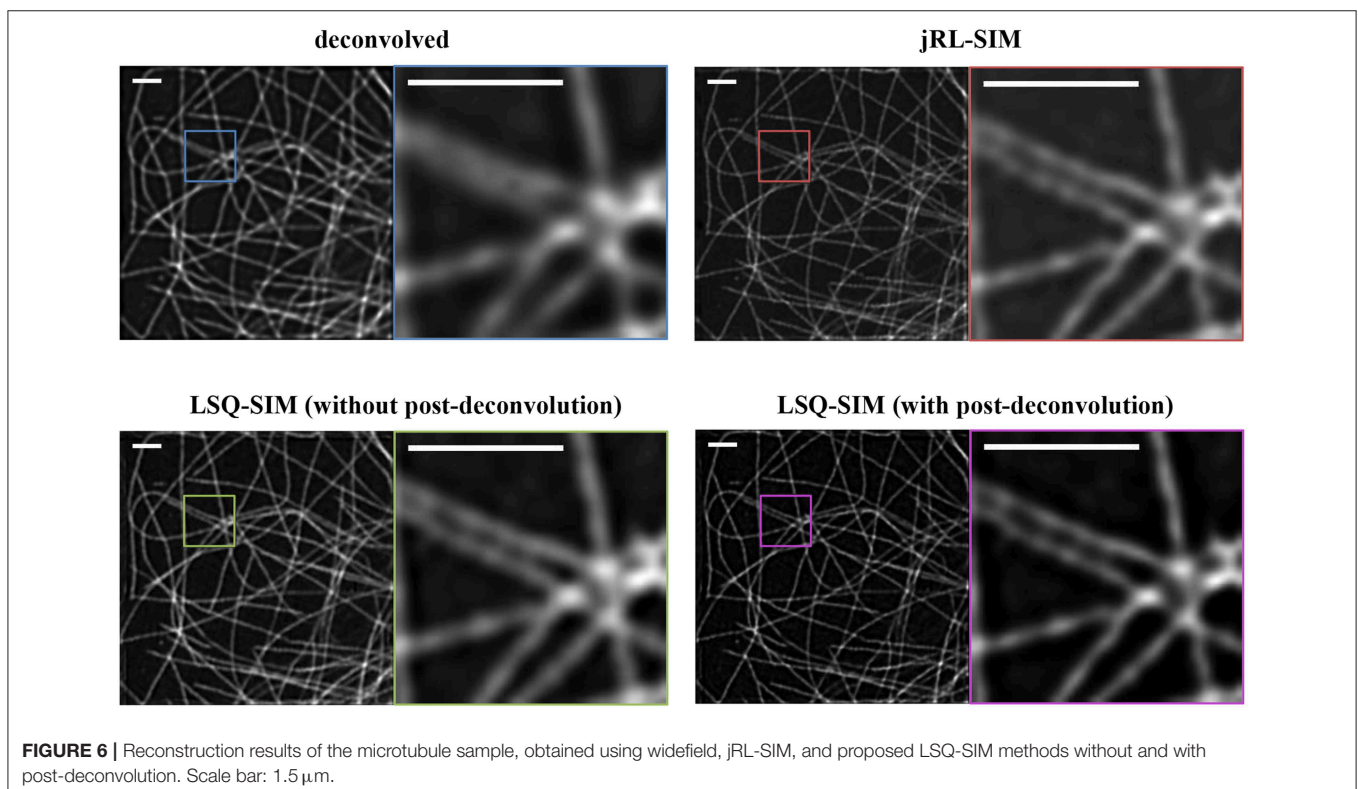 deconvolved
jRL-SIM
LSQ-SIM (without post-deconvolution)
LSQ-SIM (with post-deconvolution)
FIGURE 6 | Reconstruction results of the microtubule sample, obtained using widefield, jRL-SIM, and proposed LSQ-SIM methods without and with
post-deconvolution. Scale bar: 1.5 μm.